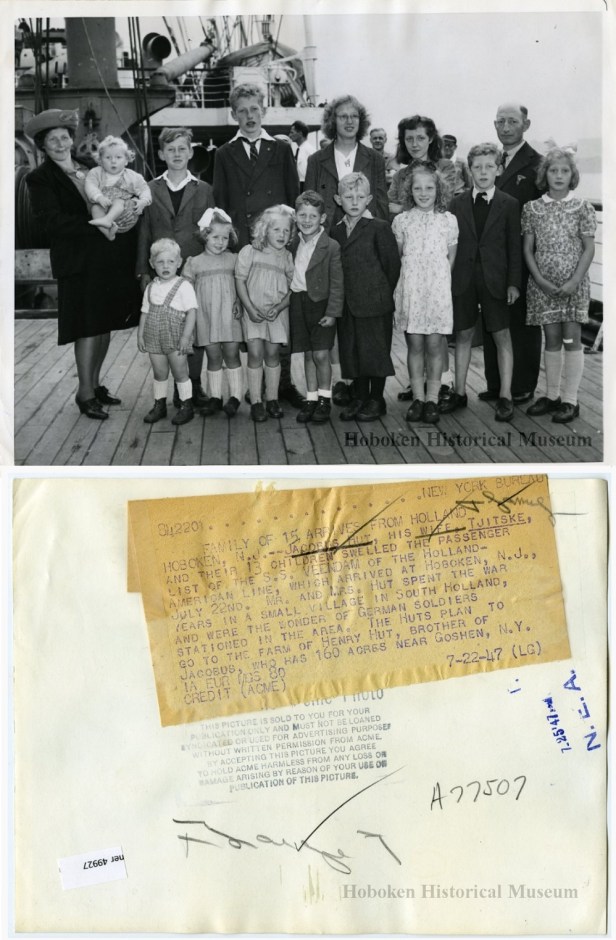 Hoboken Historical Museum
NEW YORK BUREAU
FAMILY OF 15 ARRIVES FROM HOLLAND
HOBOKEN, N.J.--JACOBUS HUT, HIS WIFE, TJITSKE,
AND THEIR 13 CHILDREN SWELLED THE PASSENGER
LIST OF THE S.S. VEENDAM OF THE HOLLAND-
AMERICAN LINE, WHICH ARRIVED AT HOBOKEN, N.J.,
JULY 22ND. MR. AND MRS. HUT SPENT THE WAR
YEARS IN A SMALL VILLAGE IN SOUTH HOLLAND,
AND WERE THE WONDER OF GERMAN SOLDIERS
STATIONED IN THE AREA. THE HUTS PLAN TO
GO TO THE FARM OF HENRY HUT, BROTHER OF
JACOBUS, WHO HAS 160 ACRES NEAR GOSHEN, N.Y.
CREDIT (ACME) 7-22-47 (LG)
Photo
THIS PICTURE IS SOLD TO YOU FOR YOUR
PUBLICATION ONLY AND MUST NOT BE LOANED
SYNDICATED OR USED FOR ADVERTISING PURPOSES
WITHOUT WRITTEN PERMISSION FROM ACME.
BY ACCEPTING THIS PICTURE YOU AGREE
TO HOLD ACME HARMLESS FROM ANY LOSS OR
DAMAGE ARISING BY REASON OF YOUR USE OR
PUBLICATION OF THIS PICTURE.
N.E.A.
A77507
ner 49927
Hoboken Historical Museum